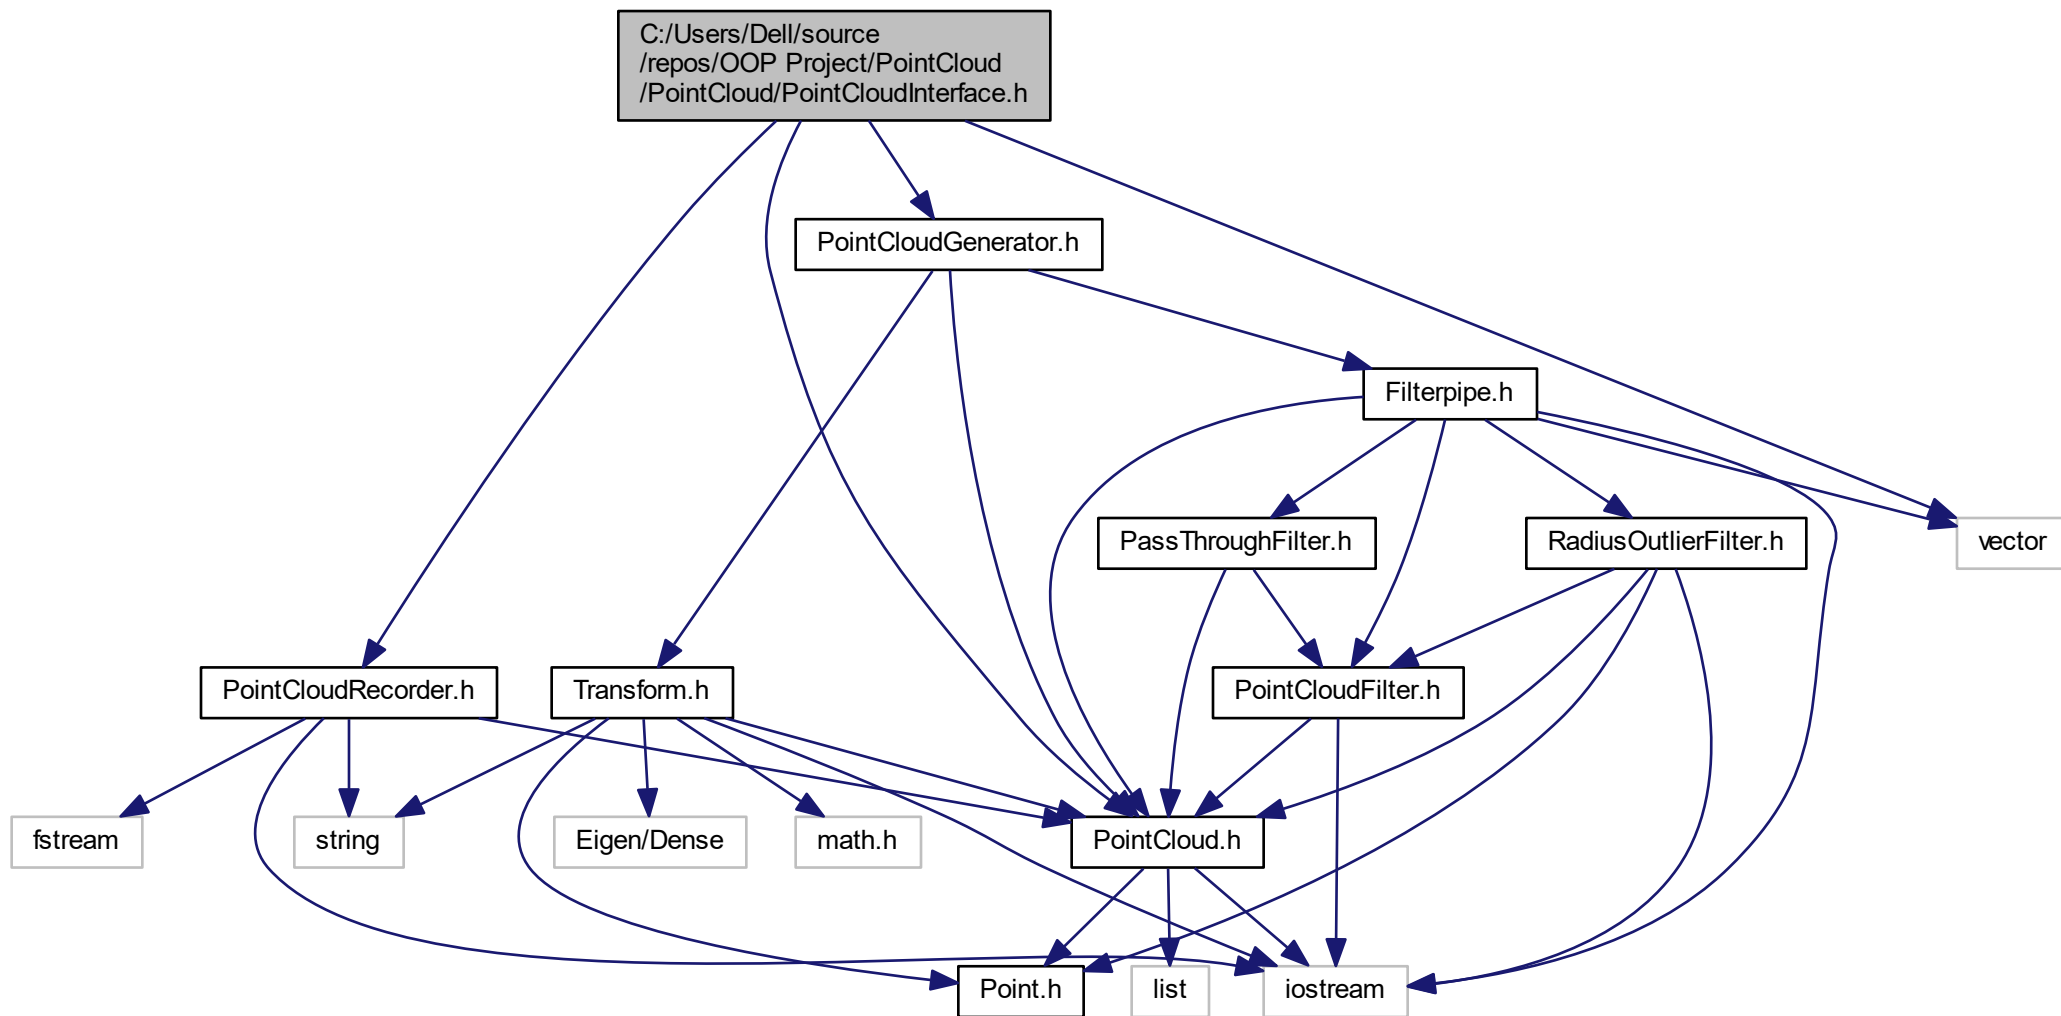 C:/Users/Dell/source
/repos/OOP Project/PointCloud
/PointCloud/PointCloudInterface.h
PointCloudGenerator.h
Filterpipe.h
PassThroughFilter.h
RadiusOutlierFilter.h
vector
PointCloudRecorder.h
Transform.h
PointCloudFilter.h
fstream
string
Eigen/Dense
math.h
PointCloud.h
Point.h
list
iostream